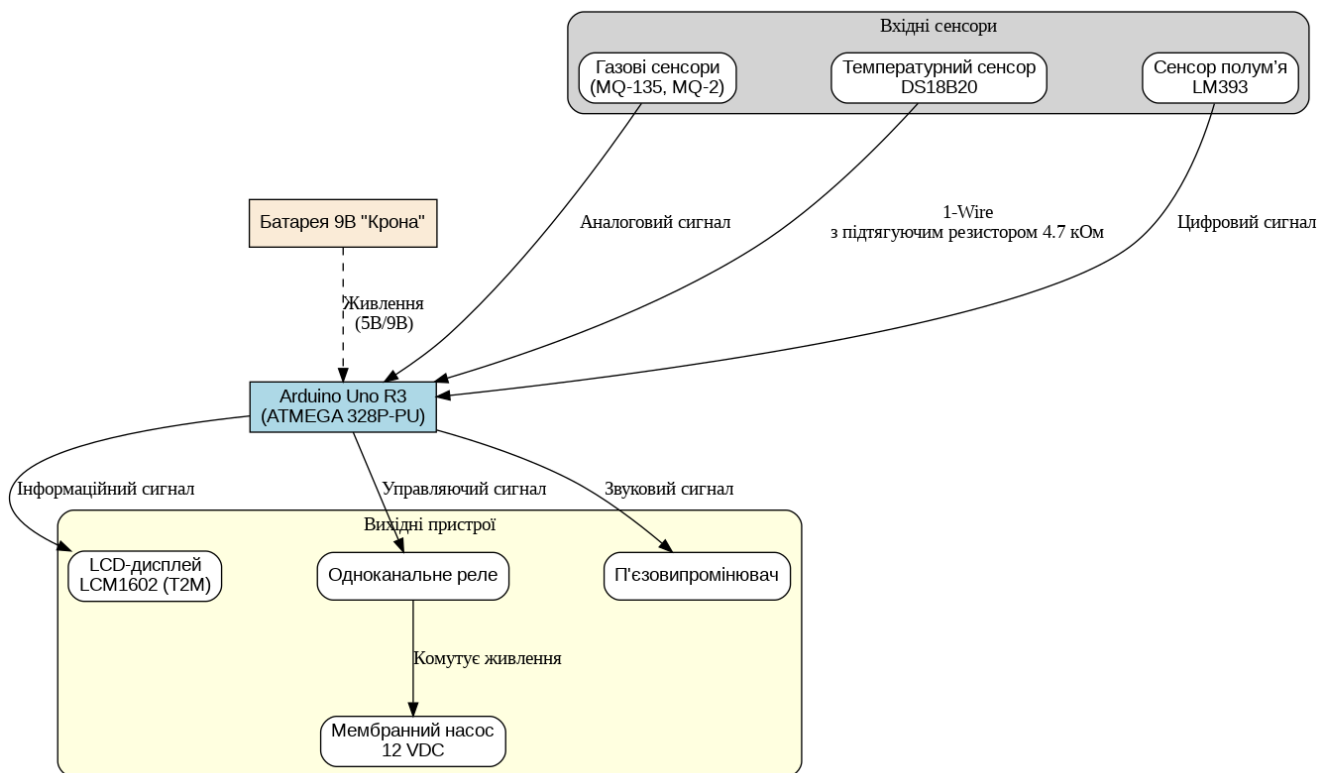 Вхідні сенсори
Газові сенсори
(MQ-135, MQ-2)
Температурний сенсор
DS18B20
Сенсор полум'я
LM393
Батарея 9В "Крона"
Аналоговий сигнал
1-Wire
з підтягуючим резистором 4.7 кОм
Цифровий сигнал
Живлення
(5В/9В)
Arduino Uno R3
(ATMEGA 328P-PU)
Інформаційний сигнал
Управляючий сигнал
Звуковий сигнал
Вихідні пристрої
LCD-дисплей
LCM1602 (T2M)
Одноканальне реле
П'єзовипромінювач
Комутує живлення
Мембранний насос
12 VDC